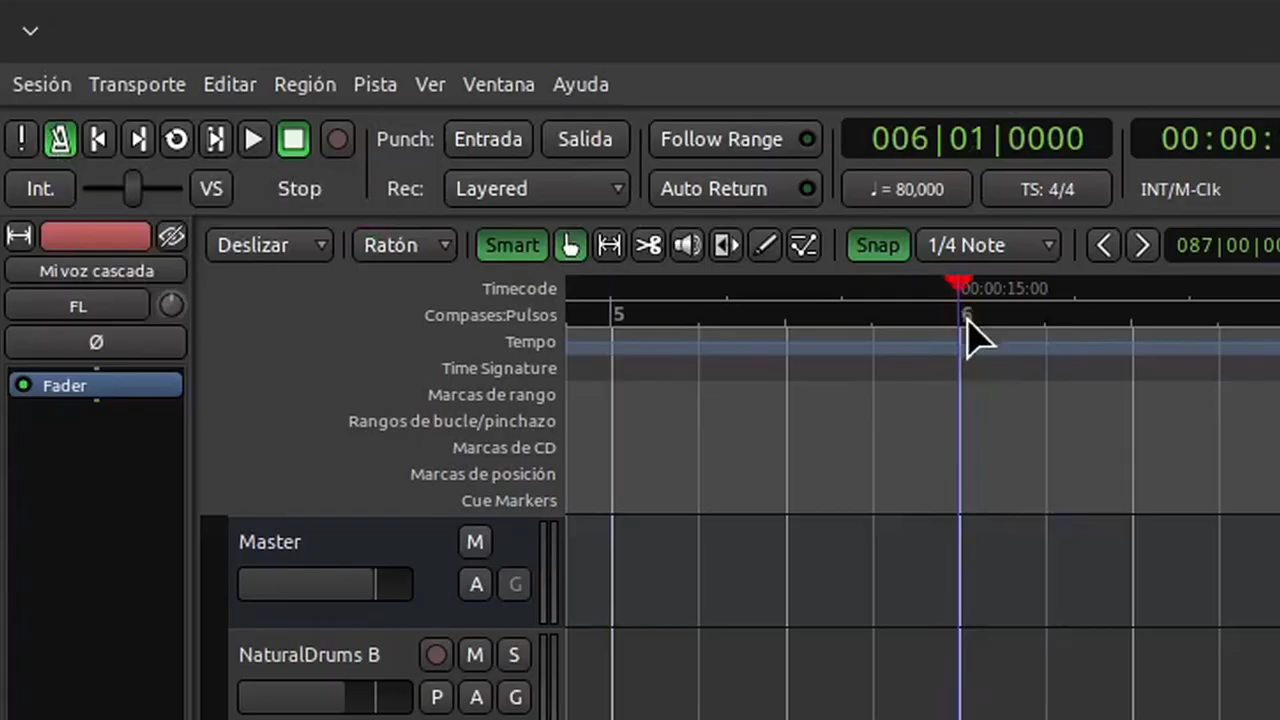 Sesión Transporte Editar Región Pista Ver Ventana Ayuda
! Punch: Entrada Salida Follow Range 006|01|0000 00:00:
Int. VS Stop Rec: Layered Auto Return ♩ = 80,000 TS: 4/4 INT/M-Clk
Deslizar Ratón Smart Snap 1/4 Note 087|00|00
Mi voz cascada
FL
Ø
Fader
Timecode 00:00:15:00
Compases:Pulsos 5 6
Tempo
Time Signature
Marcas de rango
Rangos de bucle/pinchazo
Marcas de CD
Marcas de posición
Cue Markers
Master M
A G
NaturalDrums B M S
P A G